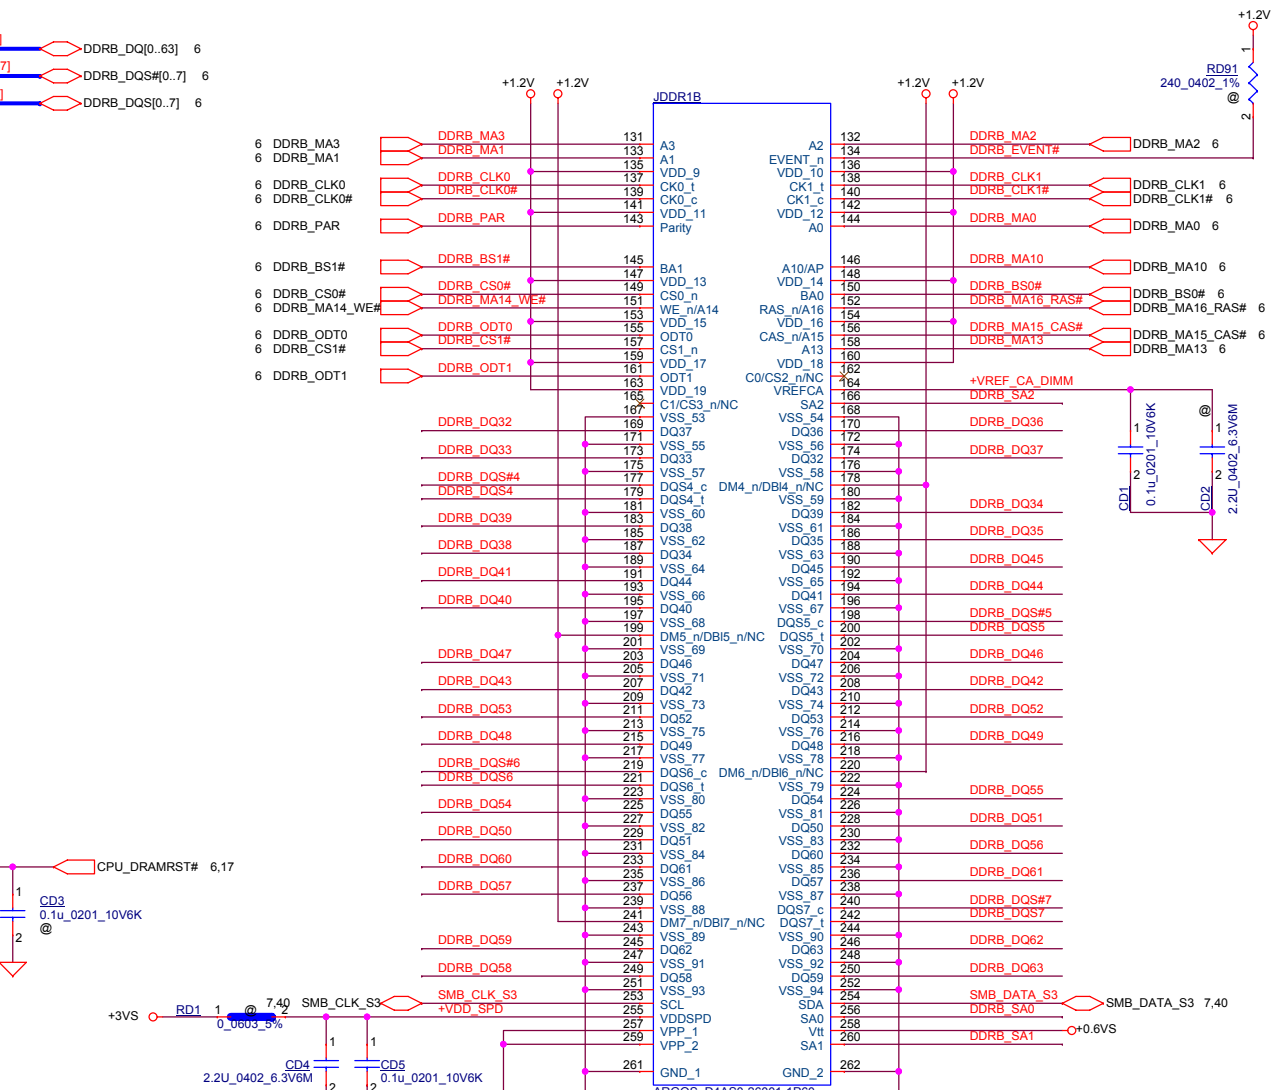 +1.2V
]
DDRB_DQ[0..63] 6
7]
DDRB_DQS#[0..7] 6
]
DDRB_DQS[0..7] 6
1
RD91
240_0402_1%
@
2
+1.2V +1.2V
+1.2V +1.2V
JDDR1B
6 DDRB_MA3 DDRB_MA3 131 A3 A2 132 DDRB_MA2 DDRB_MA2 6
6 DDRB_MA1 DDRB_MA1 133 A1 EVENT_n 134 DDRB_EVENT#
135 VDD_9 VDD_10 136
6 DDRB_CLK0 DDRB_CLK0 137 CK0_t CK1_t 138 DDRB_CLK1 DDRB_CLK1 6
6 DDRB_CLK0# DDRB_CLK0# 139 CK0_c CK1_c 140 DDRB_CLK1# DDRB_CLK1# 6
141 VDD_11 VDD_12 142
6 DDRB_PAR DDRB_PAR 143 Parity A0 144 DDRB_MA0 DDRB_MA0 6
6 DDRB_BS1# DDRB_BS1# 145 BA1 A10/AP 146 DDRB_MA10 DDRB_MA10 6
147 VDD_13 VDD_14 148
6 DDRB_CS0# DDRB_CS0# 149 CS0_n BA0 150 DDRB_BS0# DDRB_BS0# 6
6 DDRB_MA14_WE# DDRB_MA14_WE# 151 WE_n/A14 RAS_n/A16 152 DDRB_MA16_RAS# DDRB_MA16_RAS# 6
153 VDD_15 VDD_16 154
6 DDRB_ODT0 DDRB_ODT0 155 ODT0 CAS_n/A15 156 DDRB_MA15_CAS# DDRB_MA15_CAS# 6
6 DDRB_CS1# DDRB_CS1# 157 CS1_n A13 158 DDRB_MA13 DDRB_MA13 6
159 VDD_17 VDD_18 160
6 DDRB_ODT1 DDRB_ODT1 161 ODT1 C0/CS2_n/NC 162
163 VDD_19 VREFCA 164 +VREF_CA_DIMM
165 C1/CS3_n/NC SA2 166 DDRB_SA2
167 VSS_53 VSS_54 168
DDRB_DQ32 169 DQ37 DQ36 170 DDRB_DQ36
171 VSS_55 VSS_56 172
DDRB_DQ33 173 DQ33 DQ32 174 DDRB_DQ37
175 VSS_57 VSS_58 176
DDRB_DQS#4 177 DQS4_c DM4_n/DBI4_n/NC 178
DDRB_DQS4 179 DQS4_t VSS_59 180
181 VSS_60 DQ39 182 DDRB_DQ34
DDRB_DQ39 183 DQ38 VSS_61 184
185 VSS_62 DQ35 186 DDRB_DQ35
DDRB_DQ38 187 DQ34 VSS_63 188
189 VSS_64 DQ45 190 DDRB_DQ45
DDRB_DQ41 191 DQ44 VSS_65 192
193 VSS_66 DQ41 194 DDRB_DQ44
DDRB_DQ40 195 DQ40 VSS_67 196
197 VSS_68 DQS5_c 198 DDRB_DQS#5
199 DM5_n/DBI5_n/NC DQS5_t 200 DDRB_DQS5
201 VSS_69 VSS_70 202
DDRB_DQ47 203 DQ46 DQ47 204 DDRB_DQ46
205 VSS_71 VSS_72 206
DDRB_DQ43 207 DQ42 DQ43 208 DDRB_DQ42
209 VSS_73 VSS_74 210
DDRB_DQ53 211 DQ52 DQ53 212 DDRB_DQ52
213 VSS_75 VSS_76 214
DDRB_DQ48 215 DQ49 DQ48 216 DDRB_DQ49
217 VSS_77 VSS_78 218
DDRB_DQS#6 219 DQS6_c DM6_n/DBI6_n/NC 220
DDRB_DQS6 221 DQS6_t VSS_79 222
223 VSS_80 DQ54 224 DDRB_DQ55
DDRB_DQ54 225 DQ55 VSS_81 226
227 VSS_82 DQ50 228 DDRB_DQ51
DDRB_DQ50 229 DQ51 VSS_83 230
231 VSS_84 DQ60 232 DDRB_DQ56
DDRB_DQ60 233 DQ61 VSS_85 234
235 VSS_86 DQ57 236 DDRB_DQ61
DDRB_DQ57 237 DQ56 VSS_87 238
239 VSS_88 DQS7_c 240 DDRB_DQS#7
241 DM7_n/DBI7_n/NC DQS7_t 242 DDRB_DQS7
243 VSS_89 VSS_90 244
DDRB_DQ59 245 DQ62 DQ63 246 DDRB_DQ62
247 VSS_91 VSS_92 248
DDRB_DQ58 249 DQ58 DQ59 250 DDRB_DQ63
251 VSS_93 VSS_94 252
7,40 SMB_CLK_S3 SMB_CLK_S3 253 SCL SDA 254 SMB_DATA_S3 SMB_DATA_S3 7,40
+VDD_SPD 255 VDDSPD SA0 256 DDRB_SA0
257 VPP_1 Vtt 258 +0.6VS
259 VPP_2 SA1 260 DDRB_SA1
261 GND_1 GND_2 262
ARGOS_D4AS0-26001-1P60
1
2
CD1
0.1u_0201_10V6K
@
1
2
CD2
2.2U_0402_6.3V6M
CPU_DRAMRST# 6,17
1
CD3
0.1u_0201_10V6K
@
2
+3VS RD1 1 @ 2
0_0603_5%
1 1
CD4 CD5
2.2U_0402_6.3V6M 0.1u_0201_10V6K
2 2